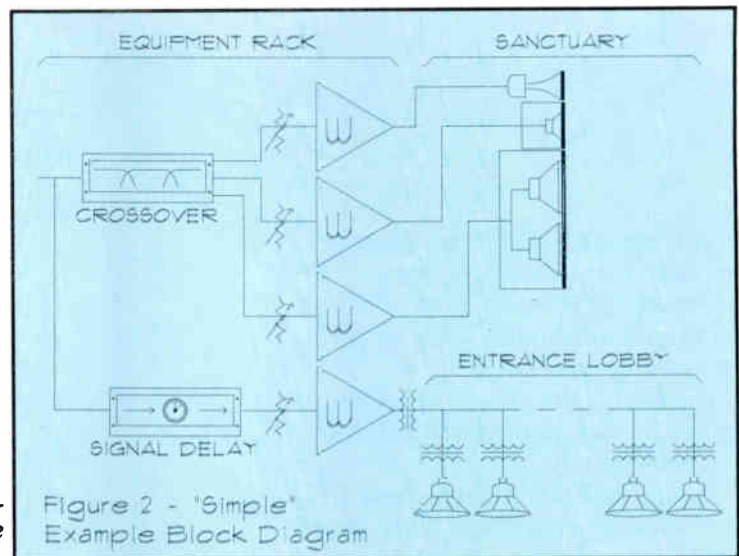 EQUIPMENT RACK
SANCTUARY
CROSSOVER
ENTRANCE LOBBY
SIGNAL DELAY
Figure 2 - "Simple"
Example Block Diagram